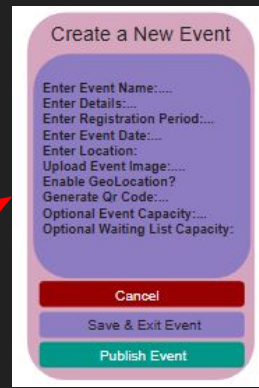 Create a New Event
Enter Event Name:....
Enter Details:...
Enter Registration Period:...
Enter Event Date:...
Enter Location:
Upload Event Image:....
Enable GeoLocation?
Generate Qr Code:...
Optional Event Capacity:...
Optional Waiting List Capacity:
Cancel
Save & Exit Event
Publish Event